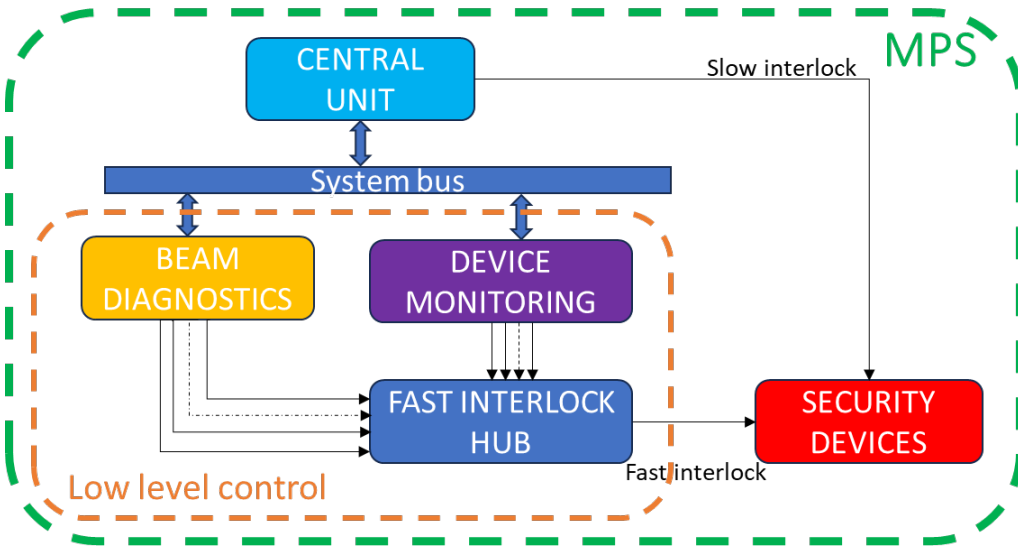 MPS
CENTRAL
UNIT
Slow interlock
System bus
BEAM
DIAGNOSTICS
DEVICE
MONITORING
FAST INTERLOCK
HUB
SECURITY
DEVICES
Fast interlock
Low level control